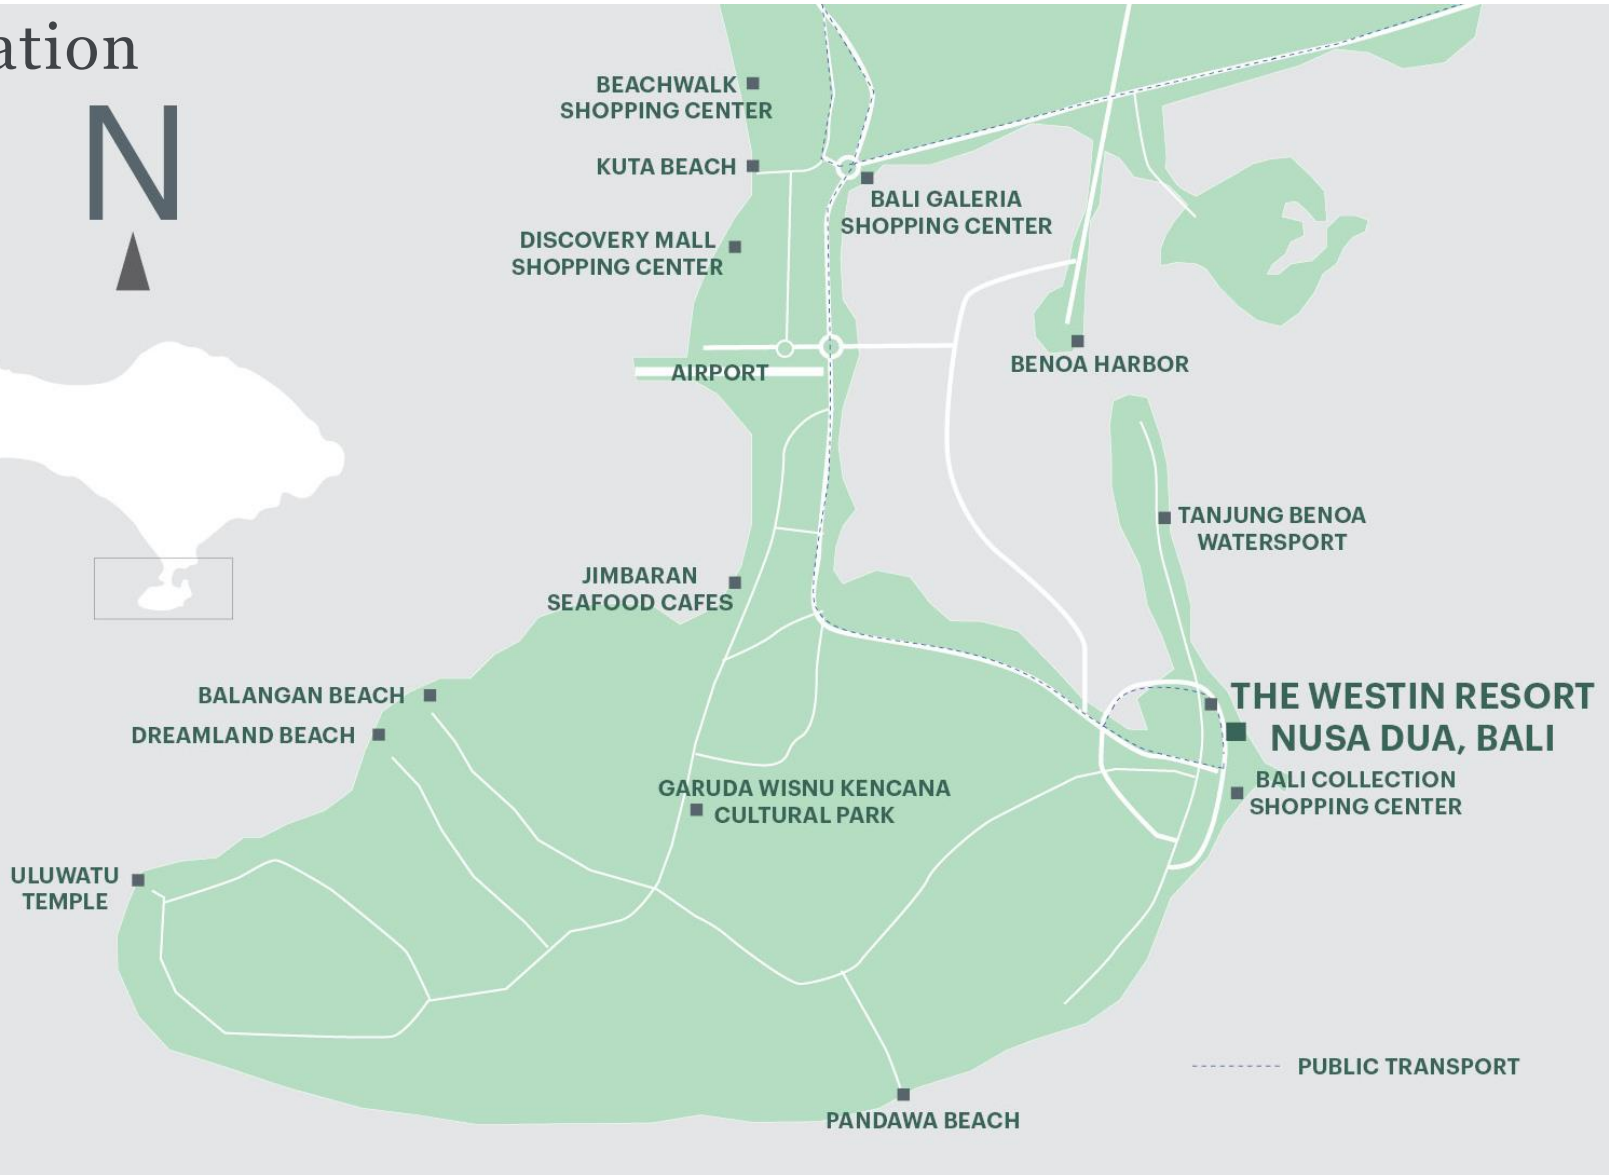 ation
N
BEACHWALK
SHOPPING CENTER
KUTA BEACH
BALI GALERIA
SHOPPING CENTER
DISCOVERY MALL
SHOPPING CENTER
AIRPORT
BENOA HARBOR
TANJUNG BENOA
WATERSPORT
JIMBARAN
SEAFOOD CAFES
BALANGAN BEACH
DREAMLAND BEACH
THE WESTIN RESORT
NUSA DUA, BALI
BALI COLLECTION
SHOPPING CENTER
GARUDA WISNU KENCANA
CULTURAL PARK
ULUWATU
TEMPLE
PUBLIC TRANSPORT
PANDAWA BEACH